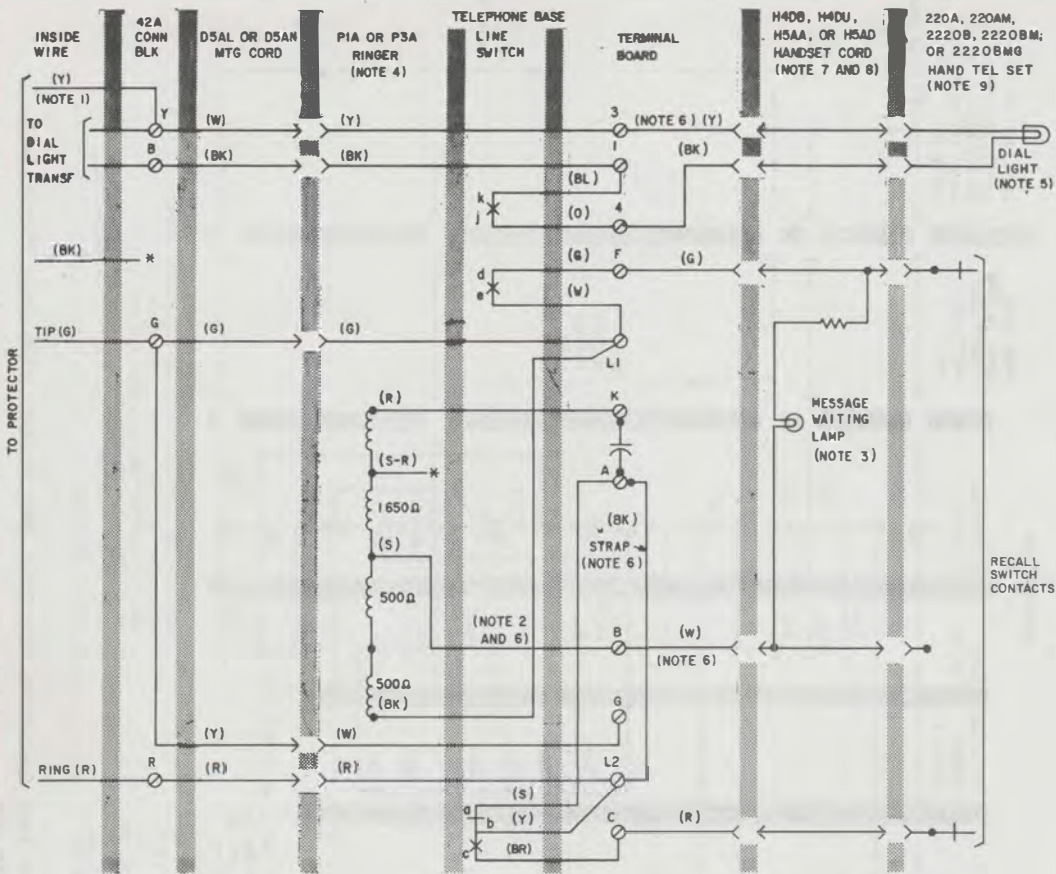 INSIDE WIRE
42A CONN BLK
D5AL OR D5AN MTG CORD
P1A OR P3A RINGER (NOTE 4)
TELEPHONE BASE
LINE SWITCH
TERMINAL BOARD
H4DB, H4DU, H5AA, OR H5AD HANDSET CORD (NOTE 7 AND 8)
220A, 220AM, 2220B, 2220BM; OR 2220BMG HAND TEL SET (NOTE 9)
(Y)
(NOTE 1)
Y
(W)
(Y)
3
(NOTE 6) (Y)
TO DIAL LIGHT TRANSF
B
(BK)
(BK)
1
(BK)
DIAL LIGHT (NOTE 5)
(BL)
k
j
(O)
4
(BK)
*
(G)
F
(G)
d
e
(W)
TIP (G)
G
(G)
(G)
L1
TO PROTECTOR
(R)
K
MESSAGE WAITING LAMP (NOTE 3)
(S-R)
*
A
1650Ω
(BK)
STRAP
(NOTE 6)
(S)
500Ω
RECALL SWITCH CONTACTS
(NOTE 2 AND 6)
B
(W)
(NOTE 6)
500Ω
(BK)
G
(Y)
(W)
RING (R)
R
(R)
(R)
L2
(S)
a
b
(Y)
C
(R)
c
(BR)